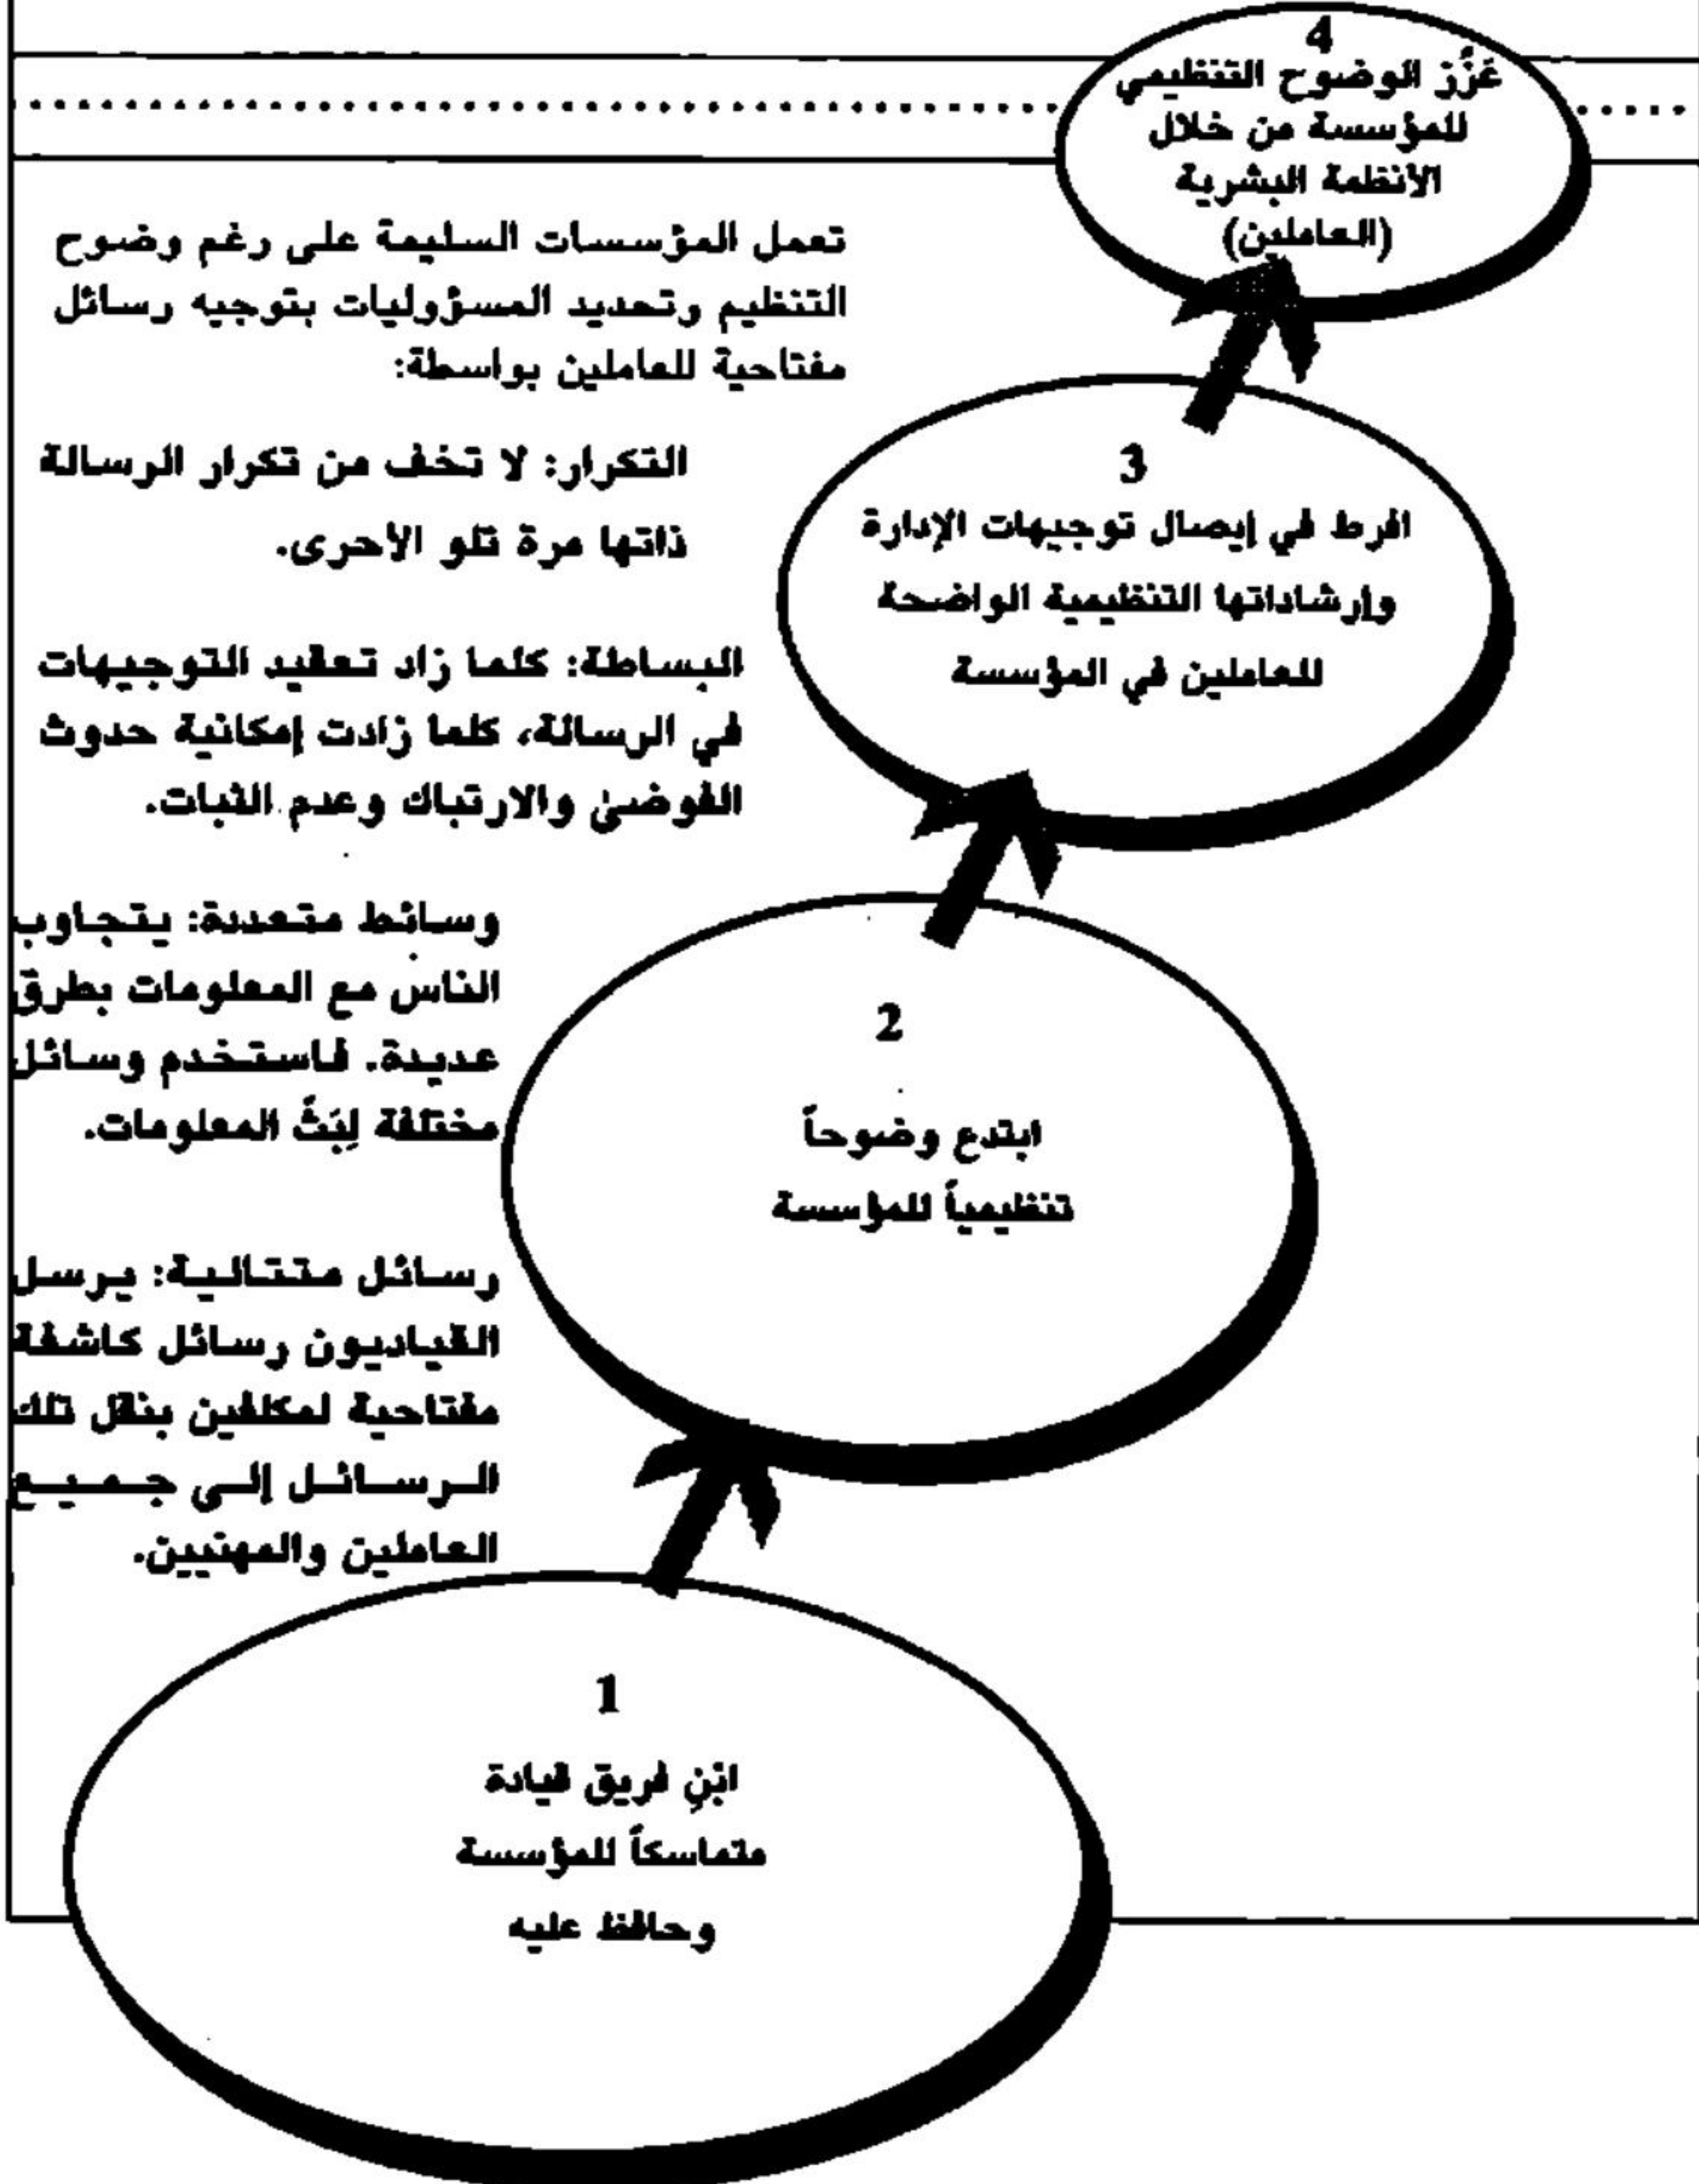 4
عَزِّز الوضوح التنظيمي
للمؤسسة من خلال
الأنظمة البشرية
(العاملين)
تعمل المؤسسات السليمة على رغم وضوح
التنظيم وتحديد المسؤوليات بتوجيه رسائل
مفتاحية للعاملين بواسطة:
التكرار: لا تخف من تكرار الرسالة
ذاتها مرة تلو الاحرى.
البساطة: كلما زاد تعقيد التوجيهات
في الرسالة، كلما زادت إمكانية حدوث
الفوضىٰ والارتباك وعدم الثبات.
وسائط متعددة: يتجاوب
الناس مع المعلومات بطرق
عديدة. فاستخدم وسائل
مختلفة لِبَثِّ المعلومات.
رسائل متتالية: يرسل
القياديون رسائل كاشفة
مفتاحية لمكلفين بنقل تلك
الرسائل إلى جميع
العاملين والمهنيين.
3
افرط في إيصال توجيهات الإدارة
وإرشاداتها التنظيمية الواضحة
للعاملين في المؤسسة
2
ابتدع وضوحاً
تنظيمياً للمؤسسة
1
ابْنِ فريق قيادة
متماسكاً للمؤسسة
وحافظ عليه